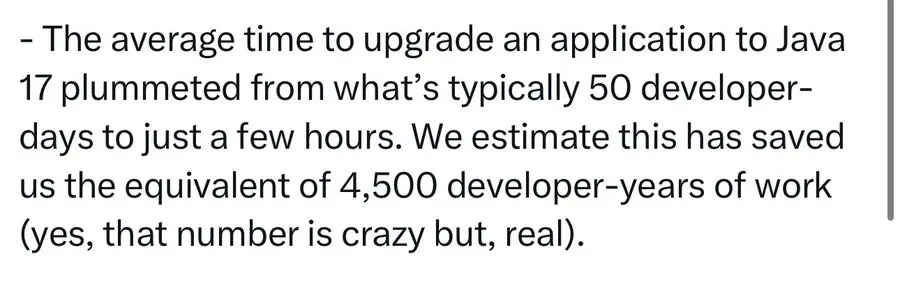 - The average time to upgrade an application to Java
17 plummeted from what’s typically 50 developer-
days to just a few hours. We estimate this has saved
us the equivalent of 4,500 developer-years of work
(yes, that number is crazy but, real).